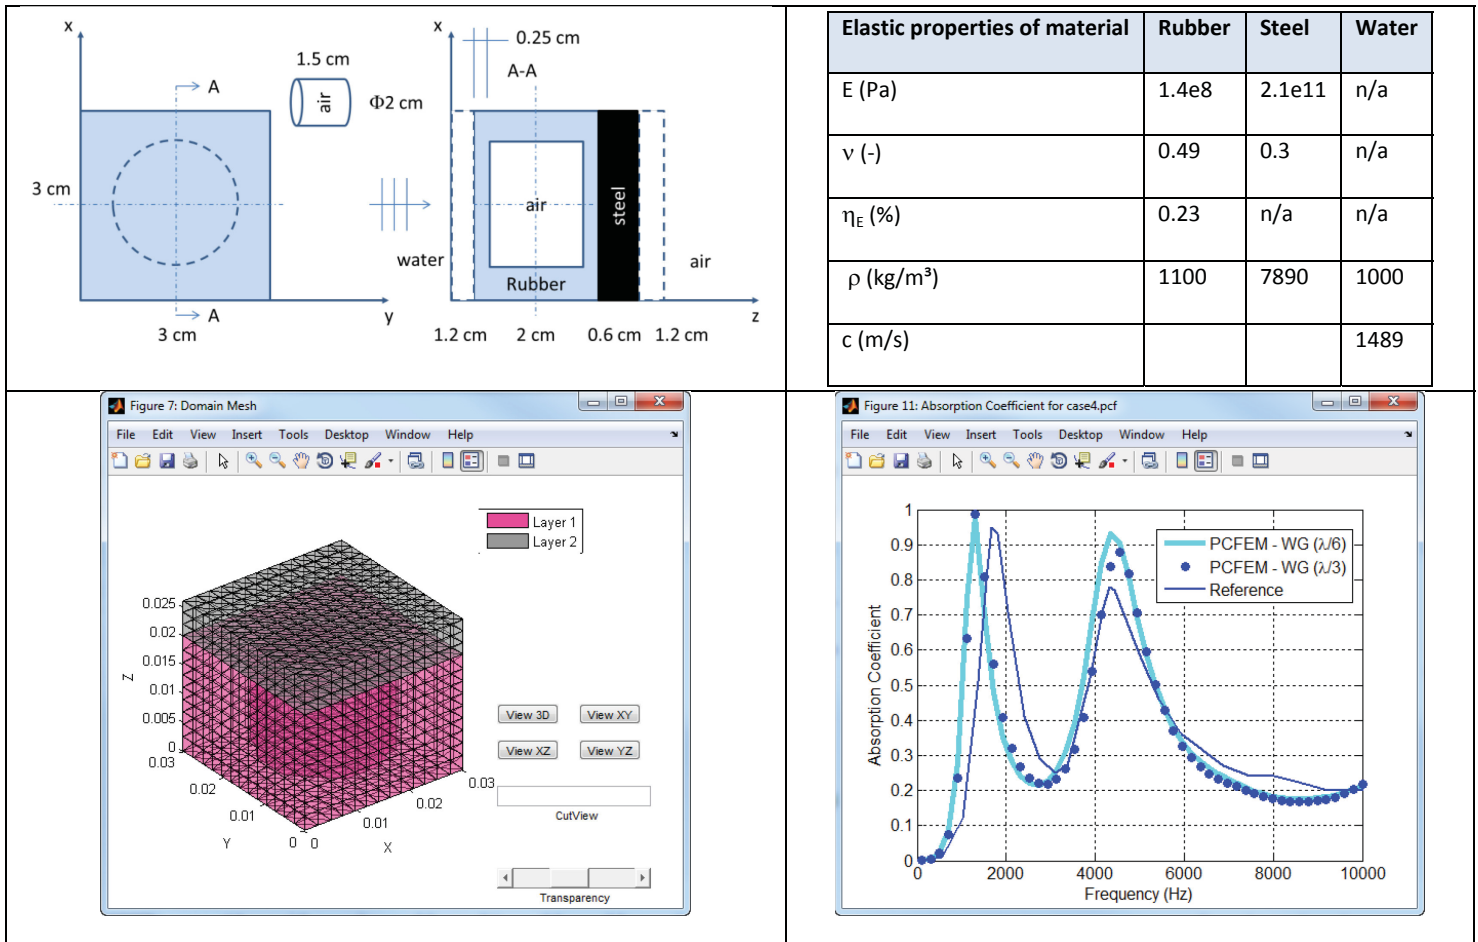 x
A
1.5 cm
air
Φ2 cm
3 cm
A
y
3 cm
x
0.25 cm
A-A
air
steel
water
air
Rubber
z
1.2 cm 2 cm 0.6 cm 1.2 cm
Elastic properties of material Rubber Steel Water
E (Pa) 1.4e8 2.1e11 n/a
ν (-) 0.49 0.3 n/a
ηE (%) 0.23 n/a n/a
ρ (kg/m³) 1100 7890 1000
c (m/s) 1489
Figure 7: Domain Mesh
File Edit View Insert Tools Desktop Window Help
Layer 1
Layer 2
0.025
0.02
0.015
0.01
0.005
0
Z
0.03
0.02
0.01
0
Y
0
0.01
0.02
0.03
X
View 3D View XY
View XZ View YZ
CutView
Transparency
Figure 11: Absorption Coefficient for case4.pcf
File Edit View Insert Tools Desktop Window Help
1
0.9
0.8
0.7
0.6
0.5
0.4
0.3
0.2
0.1
0
Absorption Coefficient
PCFEM - WG (λ/6)
PCFEM - WG (λ/3)
Reference
0 2000 4000 6000 8000 10000
Frequency (Hz)